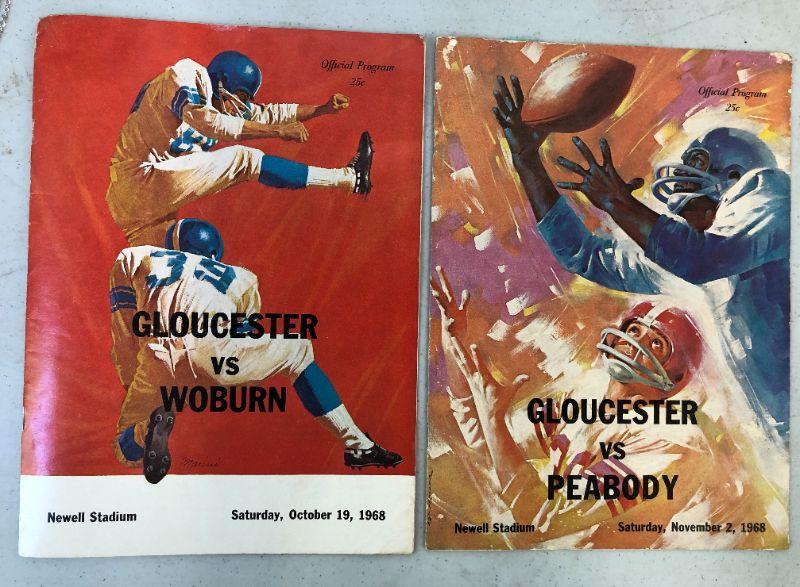 Official Program
25c
GLOUCESTER
VS
WOBURN
Newell Stadium
Saturday, October 19, 1968
Official Program
25c
GLOUCESTER
VS
PEABODY
Newell Stadium
Saturday, November 2, 1968